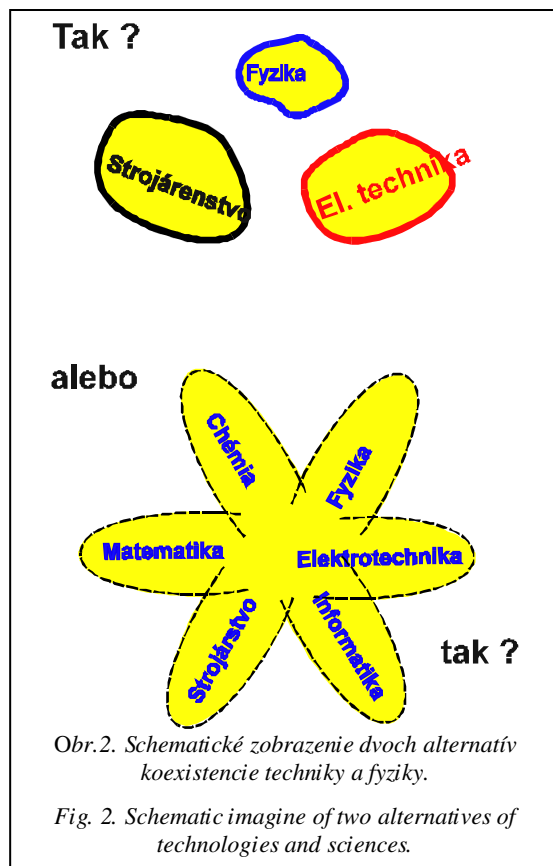 Tak ?
Fyzika
Strojárenstvo
El. technika
alebo
Chémia
Fyzika
Matematika
Elektrotechnika
Strojárstvo
Informatika
tak ?
Obr.2. Schematické zobrazenie dvoch alternatív
koexistencie techniky a fyziky.
Fig. 2. Schematic imagine of two alternatives of
technologies and sciences.